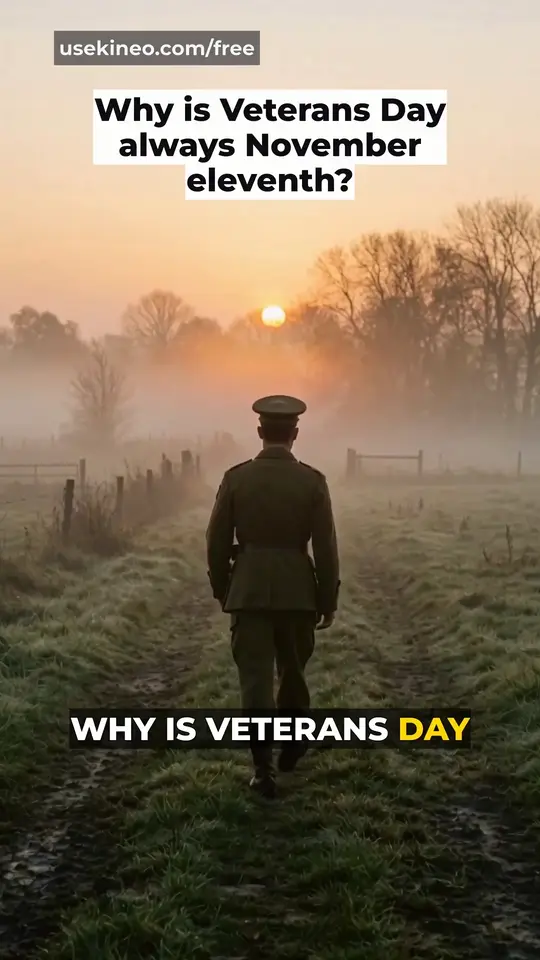 usekineo.com/free
Why is Veterans Day
always November
eleventh?
WHY IS VETERANS DAY